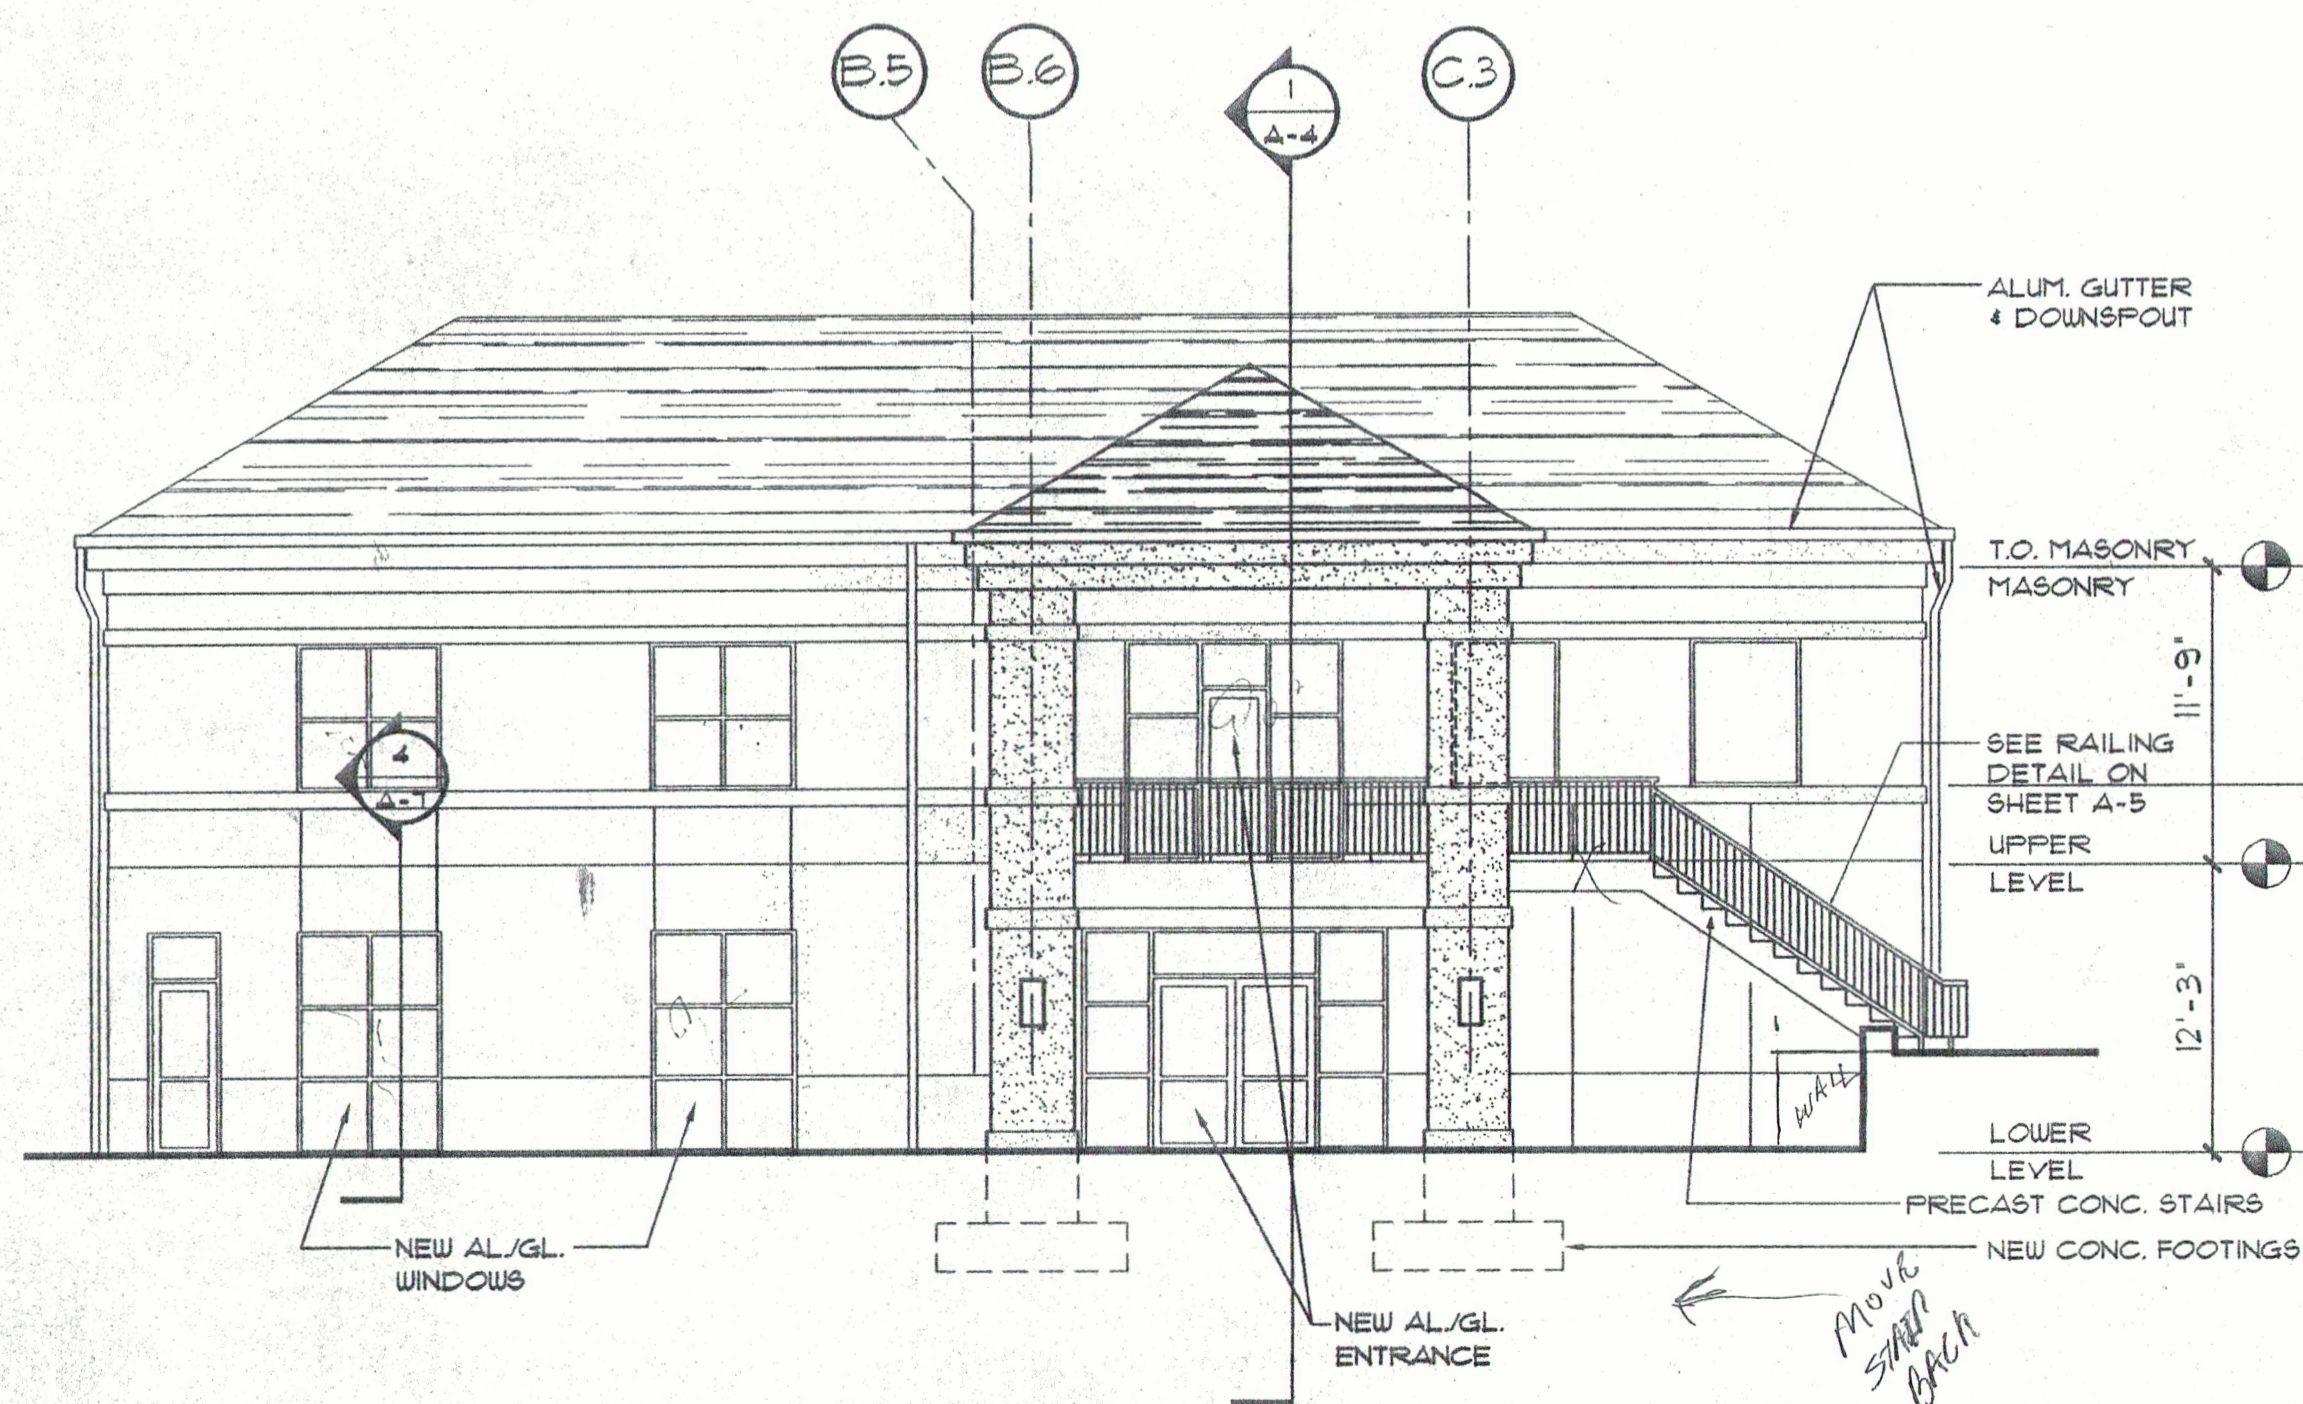 B.5
B.6
1
A-4
C.3
ALUM. GUTTER
& DOWNSPOUT
T.O. MASONRY
MASONRY
11'-9"
SEE RAILING
DETAIL ON
SHEET A-5
4
A-7
UPPER
LEVEL
12'-3"
WALL
LOWER
LEVEL
PRECAST CONC. STAIRS
NEW CONC. FOOTINGS
NEW AL./GL.
WINDOWS
NEW AL./GL.
ENTRANCE
MOVE
STAIR
BACK